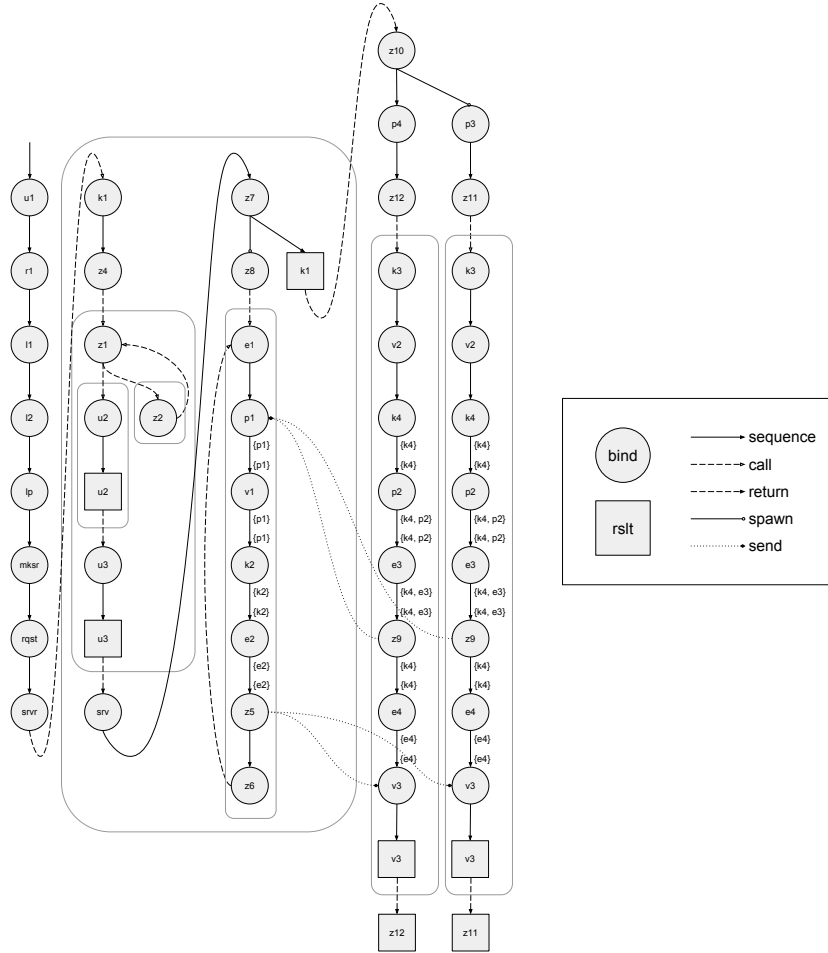 z10
p4 p3
u1 k1 z7 z12 z11
r1 z4 z8 k1 k3 k3
l1 z1 e1 v2 v2
l2 u2 z2 p1 k4 k4
{p1} {k4} {k4}
{p1} {k4} {k4}
lp u2 v1 p2 p2
{p1} {k4, p2} {k4, p2}
{p1} {k4, p2} {k4, p2}
mksr u3 k2 e3 e3
{k2} {k4, e3} {k4, e3}
{k2} {k4, e3} {k4, e3}
rqst u3 e2 z9 z9
{e2} {k4} {k4}
{e2} {k4} {k4}
srvr srv z5 e4 e4
{e4} {e4}
{e4} {e4}
z6 v3 v3
v3 v3
z12 z11
bind
rslt
sequence
call
return
spawn
send